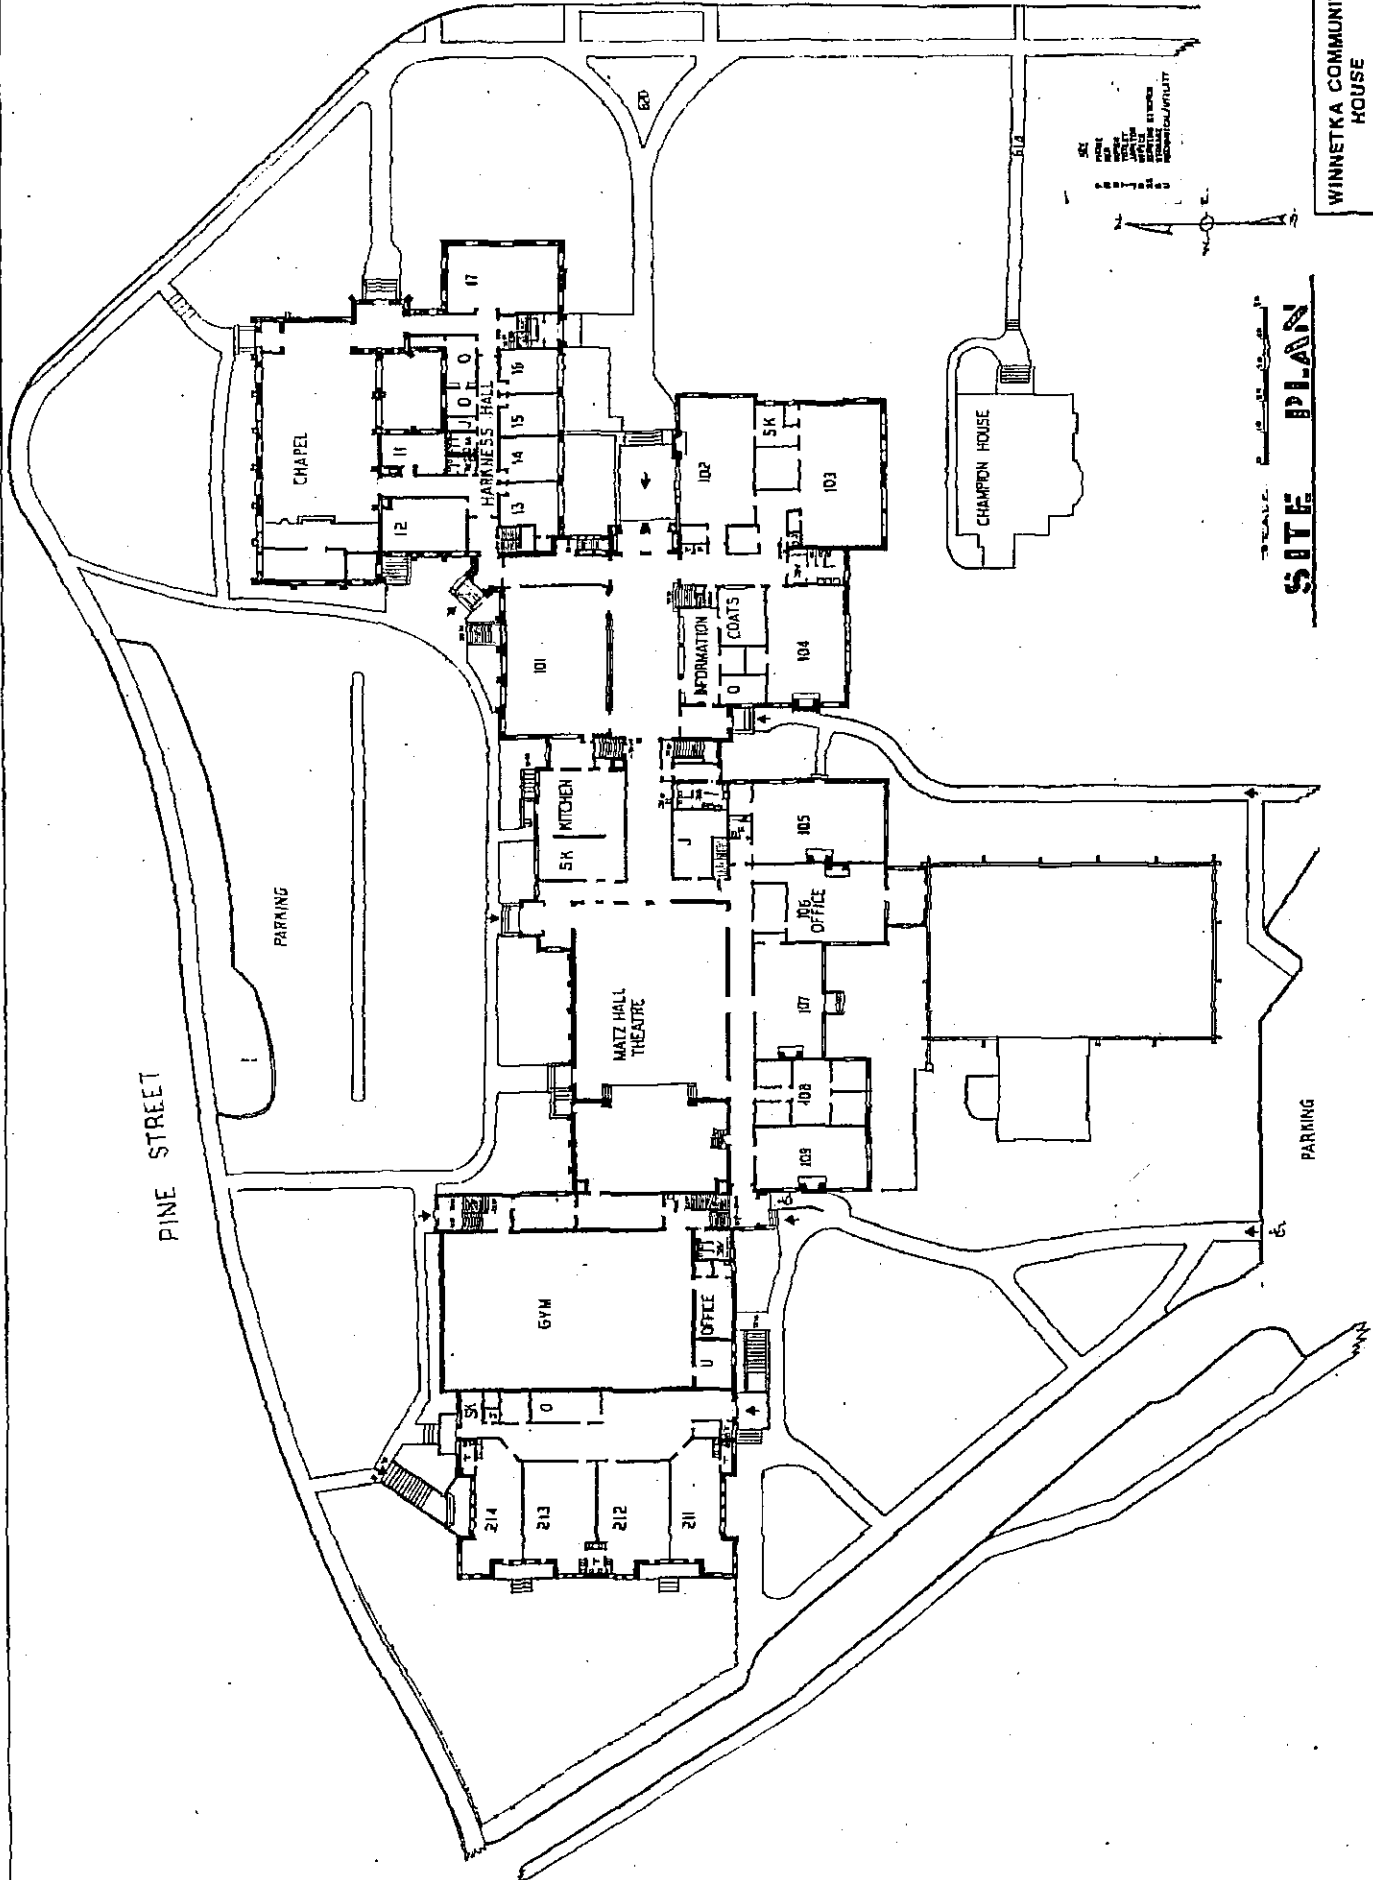 PINE STREET
PARKING
CHAPEL
17
11
12
O
O
J
HARKNESS HALL
13
14
15
16
620
101
102
SK
103
INFORMATION
COATS
O
104
KITCHEN
SK
J
105
106
OFFICE
107
108
109
MATZ HALL
THEATRE
GYM
OFFICE
U
SK
O
214
213
212
211
CHAMPION HOUSE
PARKING
N
E
W
SCALE
SITE PLAN
WINNETKA COMMUNI
HOUSE